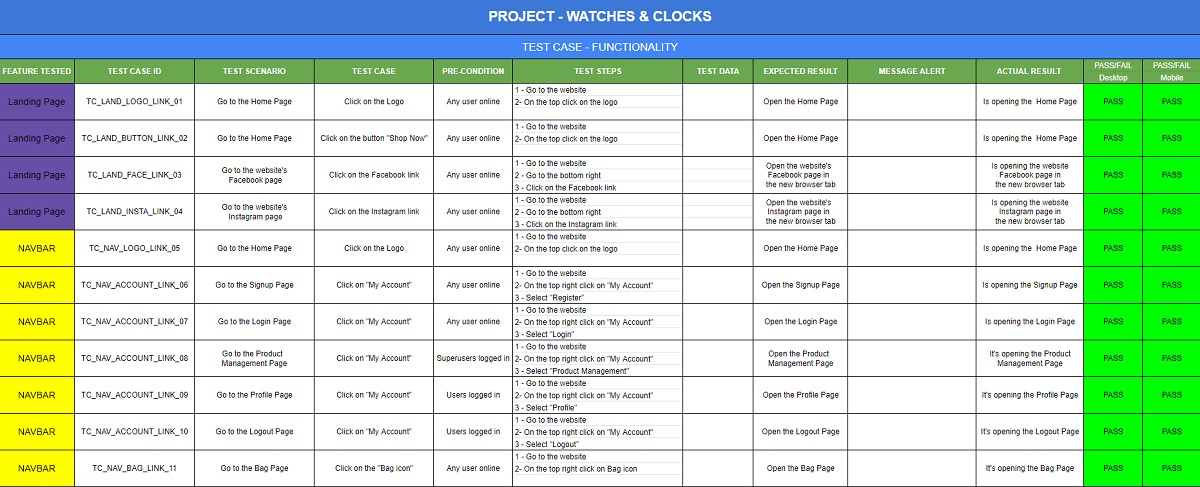 PROJECT - WATCHES & CLOCKS
TEST CASE - FUNCTIONALITY
FEATURE TESTED TEST CASE ID TEST SCENARIO TEST CASE PRE-CONDITION TEST STEPS TEST DATA EXPECTED RESULT MESSAGE ALERT ACTUAL RESULT PASS/FAIL Desktop PASS/FAIL Mobile
Landing Page TC_LAND_LOGO_LINK_01 Go to the Home Page Click on the Logo Any user online
1 - Go to the website
2- On the top click on the logo
Open the Home Page Is opening the Home Page PASS PASS
Landing Page TC_LAND_BUTTON_LINK_02 Go to the Home Page Click on the button "Shop Now" Any user online
1 - Go to the website
2- On the top click on the logo
Open the Home Page Is opening the Home Page PASS PASS
Landing Page TC_LAND_FACE_LINK_03
Go to the website's
Facebook page
Click on the Facebook link Any user online
1 - Go to the website
2 - Go to the bottom right
3 - Click on the Facebook link
Open the website's
Facebook page in
the new browser tab
Is opening the website
Facebook page in
the new browser tab
PASS PASS
Landing Page TC_LAND_INSTA_LINK_04
Go to the website's
Instagram page
Click on the Instagram link Any user online
1 - Go to the website
2 - Go to the bottom right
3 - Click on the Instagram link
Open the website's
Instagram page in
the new browser tab
Is opening the website
Instagram page in
the new browser tab
PASS PASS
NAVBAR TC_NAV_LOGO_LINK_05 Go to the Home Page Click on the Logo Any user online
1 - Go to the website
2- On the top click on the logo
Open the Home Page Is opening the Home Page PASS PASS
NAVBAR TC_NAV_ACCOUNT_LINK_06 Go to the Signup Page Click on "My Account" Any user online
1 - Go to the website
2- On the top right click on "My Account"
3 - Select "Register"
Open the Signup Page Is opening the Signup Page PASS PASS
NAVBAR TC_NAV_ACCOUNT_LINK_07 Go to the Login Page Click on "My Account" Any user online
1 - Go to the website
2- On the top right click on "My Account"
3 - Select "Login"
Open the Login Page Is opening the Login Page PASS PASS
NAVBAR TC_NAV_ACCOUNT_LINK_08
Go to the Product
Management Page
Click on "My Account" Superusers logged in
1 - Go to the website
2- On the top right click on "My Account"
3 - Select "Product Management"
Open the Product
Management Page
It's opening the Product
Management Page
PASS PASS
NAVBAR TC_NAV_ACCOUNT_LINK_09 Go to the Profile Page Click on "My Account" Users logged in
1 - Go to the website
2- On the top right click on "My Account"
3 - Select "Profile"
Open the Profile Page It's opening the Profile Page PASS PASS
NAVBAR TC_NAV_ACCOUNT_LINK_10 Go to the Logout Page Click on "My Account" Users logged in
1 - Go to the website
2- On the top right click on "My Account"
3 - Select "Logout"
Open the Logout Page It's opening the Logout Page PASS PASS
NAVBAR TC_NAV_BAG_LINK_11 Go to the Bag Page Click on the "Bag icon" Any user online
1 - Go to the website
2- On the top right click on Bag icon
Open the Bag Page It's opening the Bag Page PASS PASS